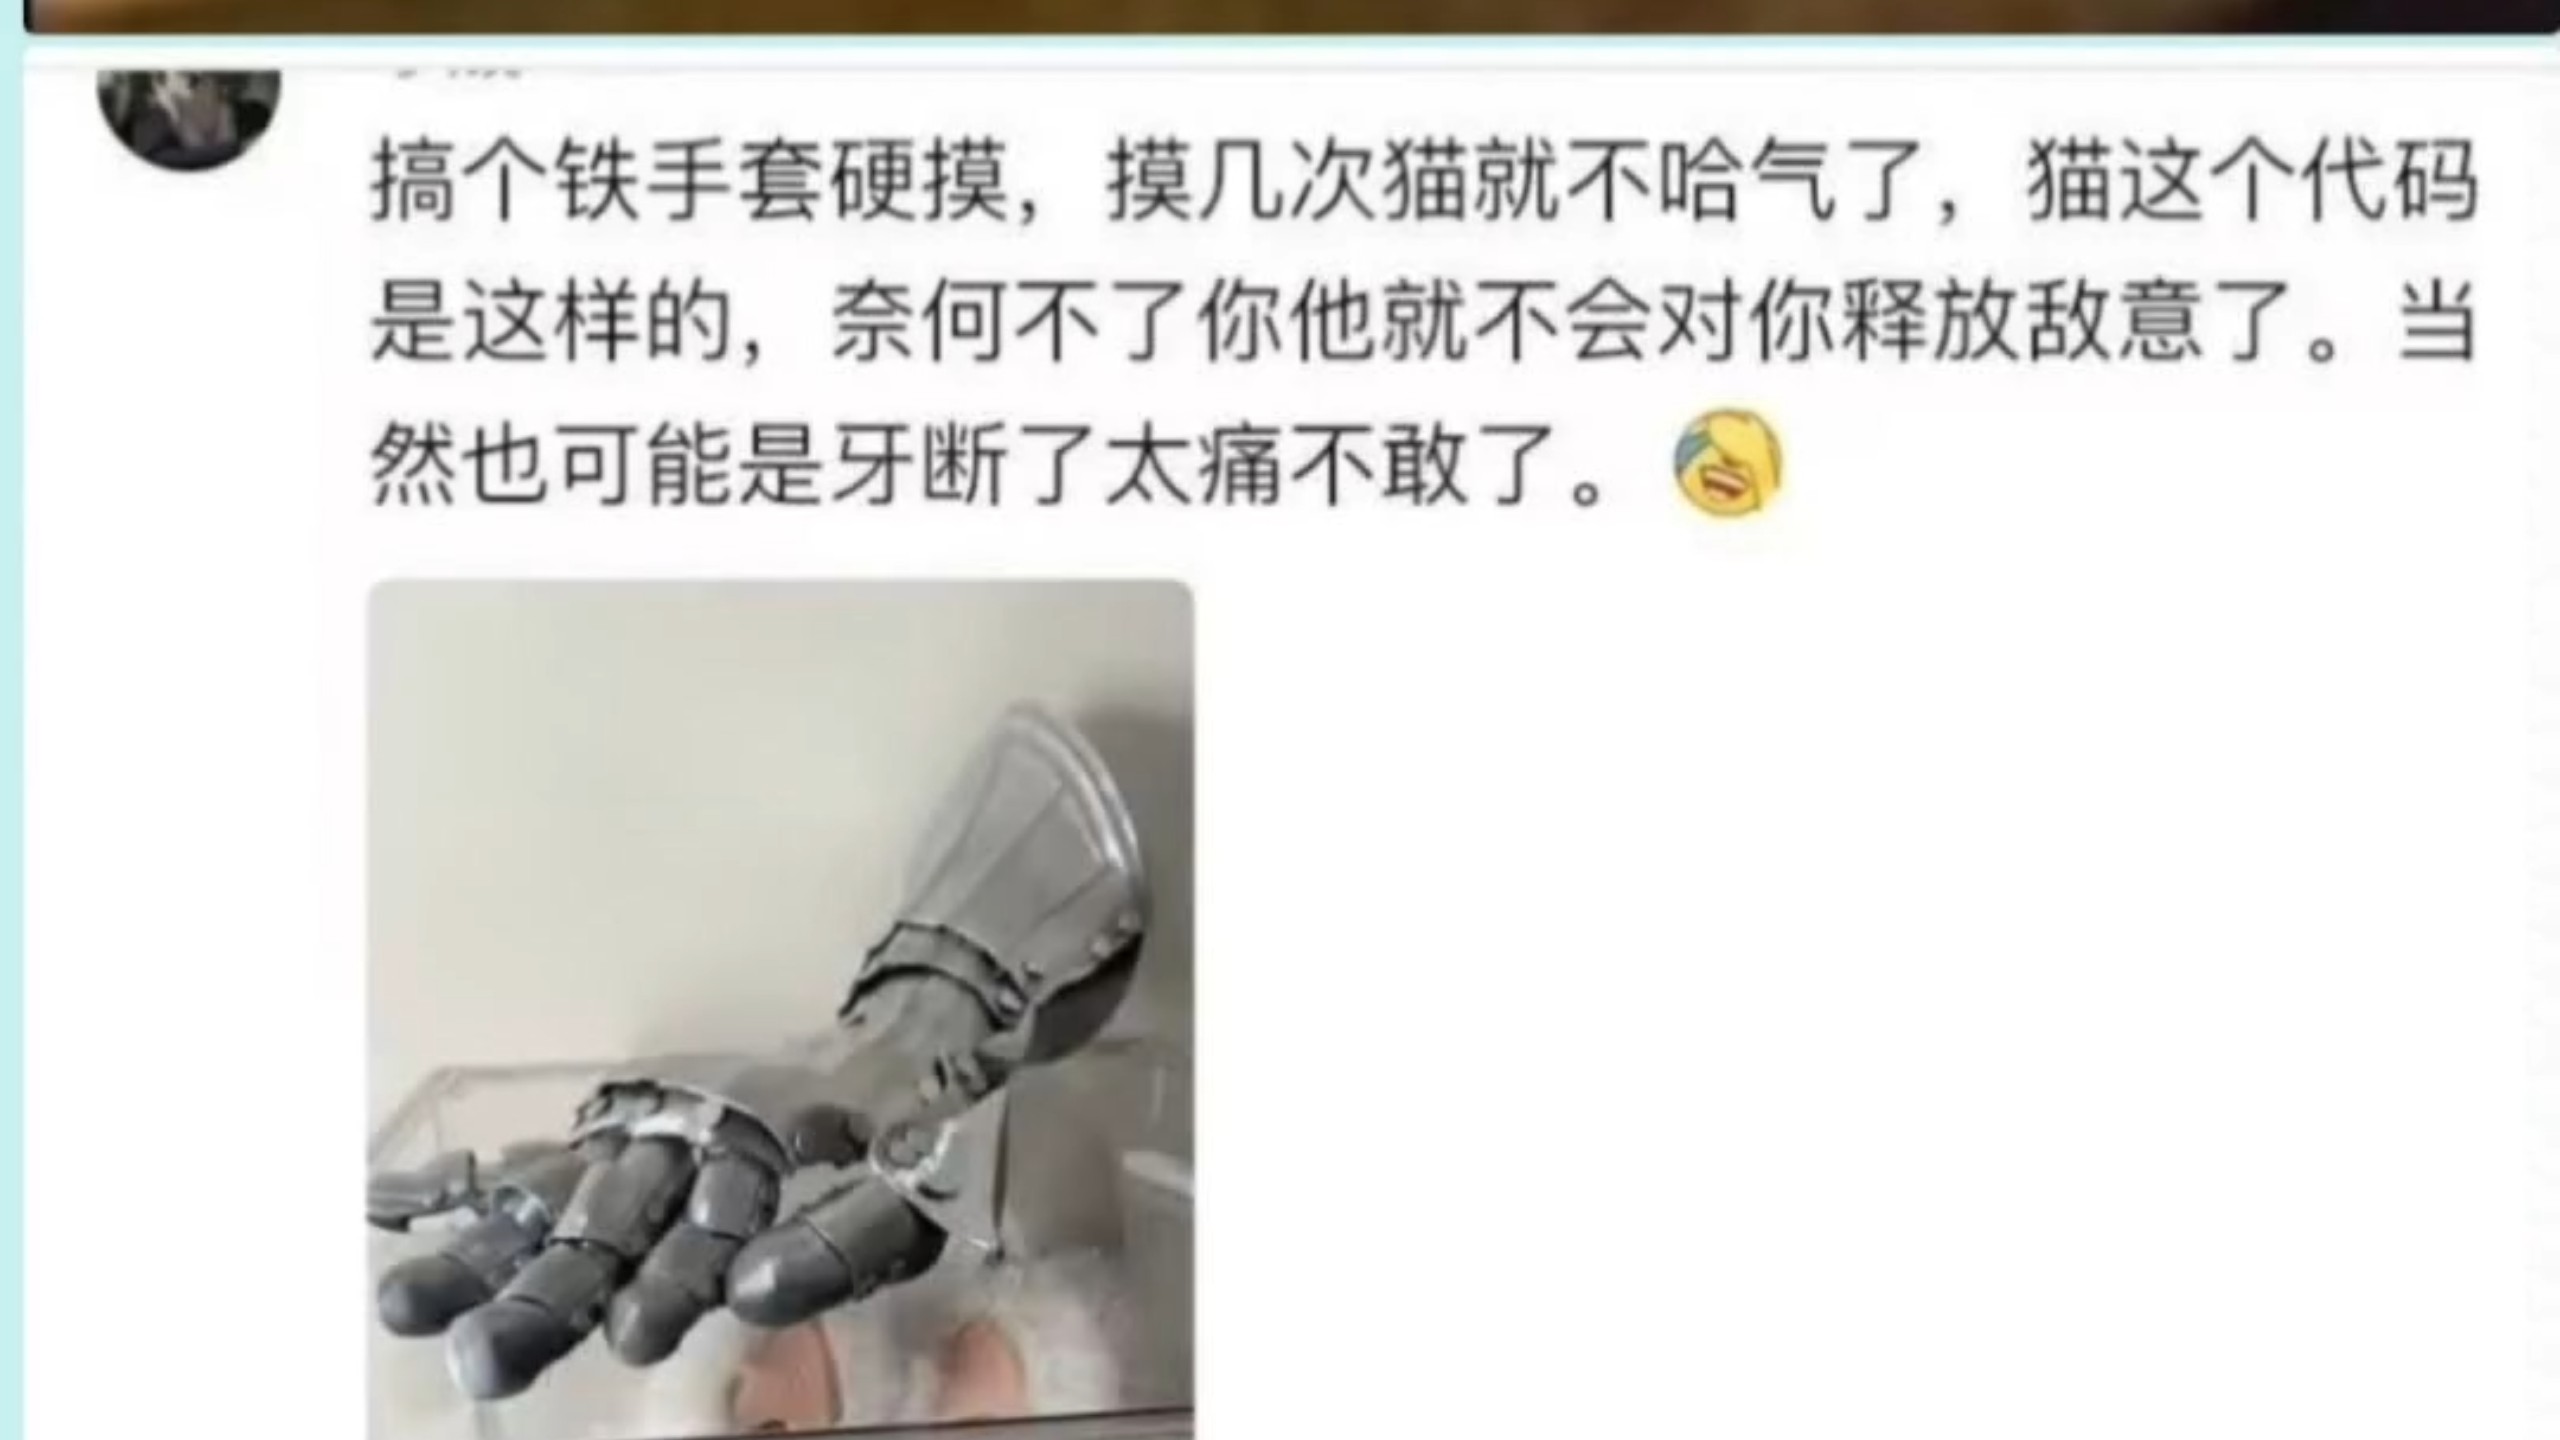 搞个铁手套硬摸，摸几次猫就不哈气了，猫这个代码
是这样的，奈何不了你他就不会对你释放敌意了。当
然也可能是牙断了太痛不敢了。